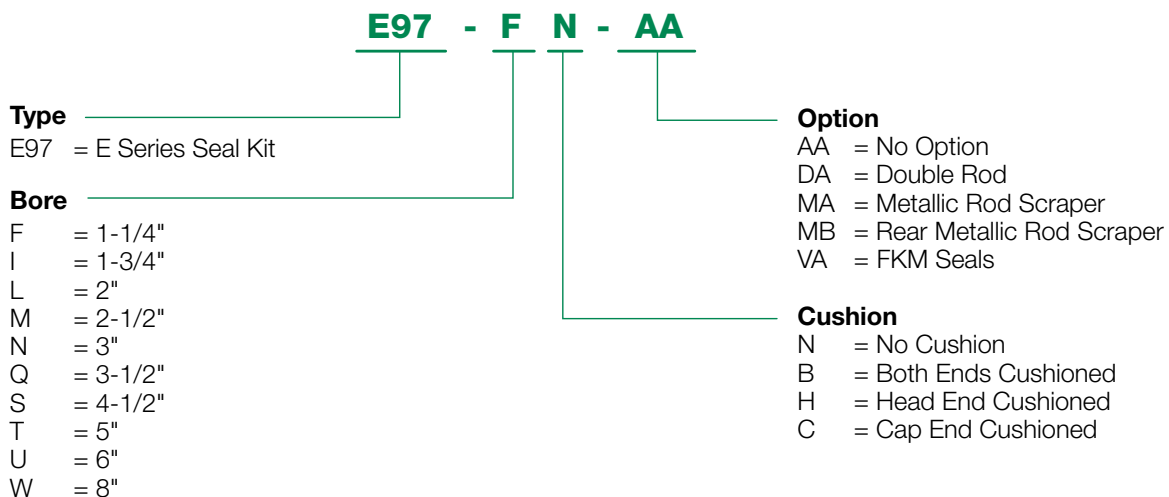 E97 - F N - AA
Type
E97 = E Series Seal Kit
Bore
F = 1-1/4"
I = 1-3/4"
L = 2"
M = 2-1/2"
N = 3"
Q = 3-1/2"
S = 4-1/2"
T = 5"
U = 6"
W = 8"
Option
AA = No Option
DA = Double Rod
MA = Metallic Rod Scraper
MB = Rear Metallic Rod Scraper
VA = FKM Seals
Cushion
N = No Cushion
B = Both Ends Cushioned
H = Head End Cushioned
C = Cap End Cushioned